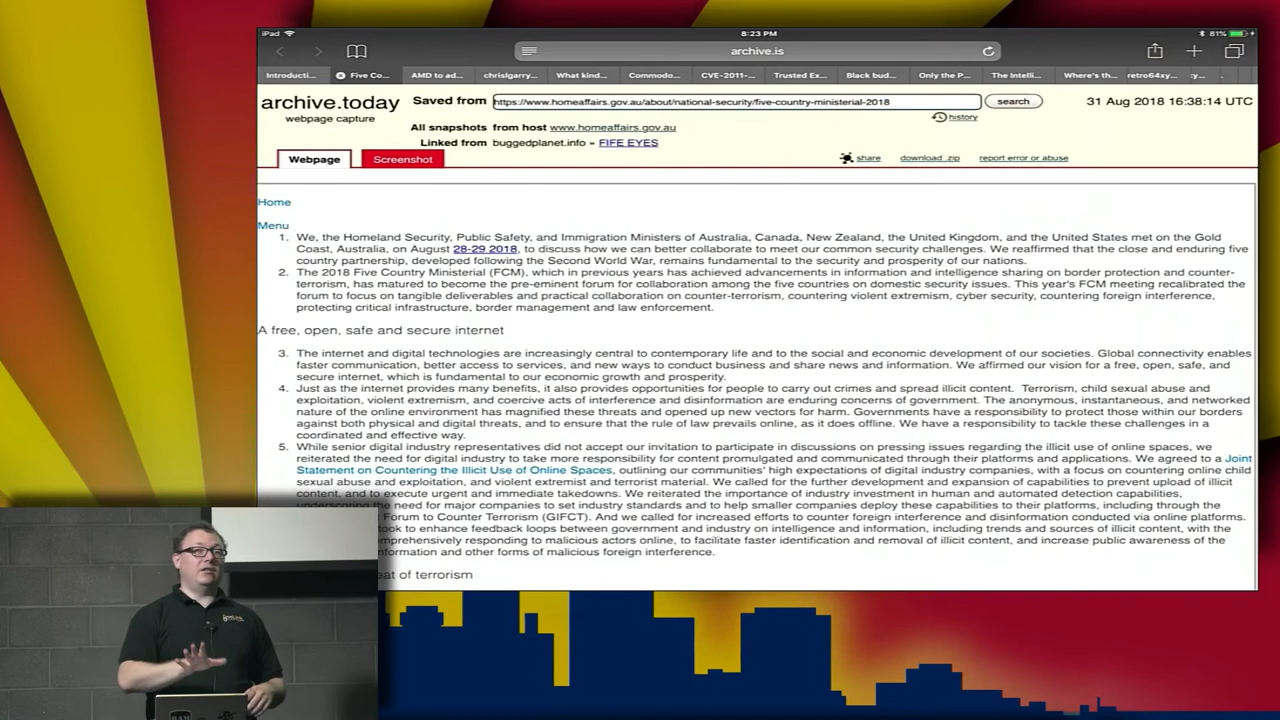 iPad
8:23 PM
81%
archive.is
Introducti...
Five Co...
AMD to ad...
chrislgarry...
What kind...
Commodo...
CVE-2011-...
Trusted Ex...
Black bud...
Only the P...
The Intelli...
Where's th...
retro64xy...
archive.today
webpage capture
Saved from https://www.homeaffairs.gov.au/about/national-security/five-country-ministerial-2018
search
31 Aug 2018 16:38:14 UTC
history
All snapshots from host www.homeaffairs.gov.au
Linked from buggedplanet.info » FIFE EYES
Webpage
Screenshot
share
download .zip
report error or abuse
Home
Menu
1. We, the Homeland Security, Public Safety, and Immigration Ministers of Australia, Canada, New Zealand, the United Kingdom, and the United States met on the Gold
Coast, Australia, on August 28-29 2018, to discuss how we can better collaborate to meet our common security challenges. We reaffirmed that the close and enduring five
country partnership, developed following the Second World War, remains fundamental to the security and prosperity of our nations.
2. The 2018 Five Country Ministerial (FCM), which in previous years has achieved advancements in information and intelligence sharing on border protection and counter-
terrorism, has matured to become the pre-eminent forum for collaboration among the five countries on domestic security issues. This year's FCM meeting recalibrated the
forum to focus on tangible deliverables and practical collaboration on counter-terrorism, countering violent extremism, cyber security, countering foreign interference,
protecting critical infrastructure, border management and law enforcement.
A free, open, safe and secure internet
3. The internet and digital technologies are increasingly central to contemporary life and to the social and economic development of our societies. Global connectivity enables
faster communication, better access to services, and new ways to conduct business and share news and information. We affirmed our vision for a free, open, safe, and
secure internet, which is fundamental to our economic growth and prosperity.
4. Just as the internet provides many benefits, it also provides opportunities for people to carry out crimes and spread illicit content. Terrorism, child sexual abuse and
exploitation, violent extremism, and coercive acts of interference and disinformation are enduring concerns of government. The anonymous, instantaneous, and networked
nature of the online environment has magnified these threats and opened up new vectors for harm. Governments have a responsibility to protect those within our borders
against both physical and digital threats, and to ensure that the rule of law prevails online, as it does offline. We have a responsibility to tackle these challenges in a
coordinated and effective way.
5. While senior digital industry representatives did not accept our invitation to participate in discussions on pressing issues regarding the illicit use of online spaces, we
reiterated the need for digital industry to take more responsibility for content promulgated and communicated through their platforms and applications. We agreed to a Joint
Statement on Countering the Illicit Use of Online Spaces, outlining our communities' high expectations of digital industry companies, with a focus on countering online child
sexual abuse and exploitation, and violent extremist and terrorist material. We called for the further development and expansion of capabilities to prevent upload of illicit
content, and to execute urgent and immediate takedowns. We reiterated the importance of industry investment in human and automated detection capabilities,
underscoring the need for major companies to set industry standards and to help smaller companies deploy these capabilities to their platforms, including through the
Forum to Counter Terrorism (GIFCT). And we called for increased efforts to counter foreign interference and disinformation conducted via online platforms.
took to enhance feedback loops between government and industry on intelligence and information, including trends and sources of illicit content, with the
mprehensively responding to malicious actors online, to facilitate faster identification and removal of illicit content, and increase public awareness of the
nformation and other forms of malicious foreign interference.
eat of terrorism